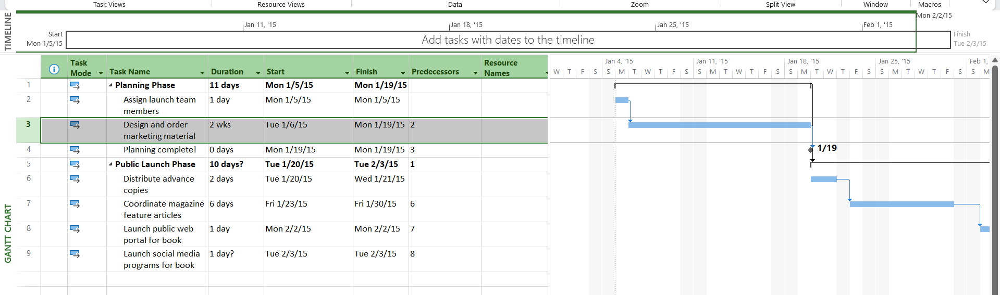 Task Views Resource Views Data Zoom Split View Window Macros
TIMELINE
Mon 2/2/15
Jan 11, '15 Jan 18, '15 Jan 25, '15 Feb 1, '15
Start
Mon 1/5/15
Add tasks with dates to the timeline
Finish
Tue 2/3/15
GANTT CHART
Task Mode Task Name Duration Start Finish Predecessors Resource Names
1 Planning Phase 11 days Mon 1/5/15 Mon 1/19/15
2 Assign launch team 1 day Mon 1/5/15 Mon 1/5/15
members
3 Design and order 2 wks Tue 1/6/15 Mon 1/19/15 2
marketing material
4 Planning complete! 0 days Mon 1/19/15 Mon 1/19/15 3
5 Public Launch Phase 10 days? Tue 1/20/15 Tue 2/3/15 1
6 Distribute advance 2 days Tue 1/20/15 Wed 1/21/15
copies
7 Coordinate magazine 6 days Fri 1/23/15 Fri 1/30/15 6
feature articles
8 Launch public web 1 day Mon 2/2/15 Mon 2/2/15 7
portal for book
9 Launch social media 1 day? Tue 2/3/15 Tue 2/3/15 8
programs for book
Jan 4, '15 Jan 11, '15 Jan 18, '15 Jan 25, '15 Feb 1,
W T F S S M T W T F S S M T W T F S S M T W T F S S M T W T F S S M
1/19